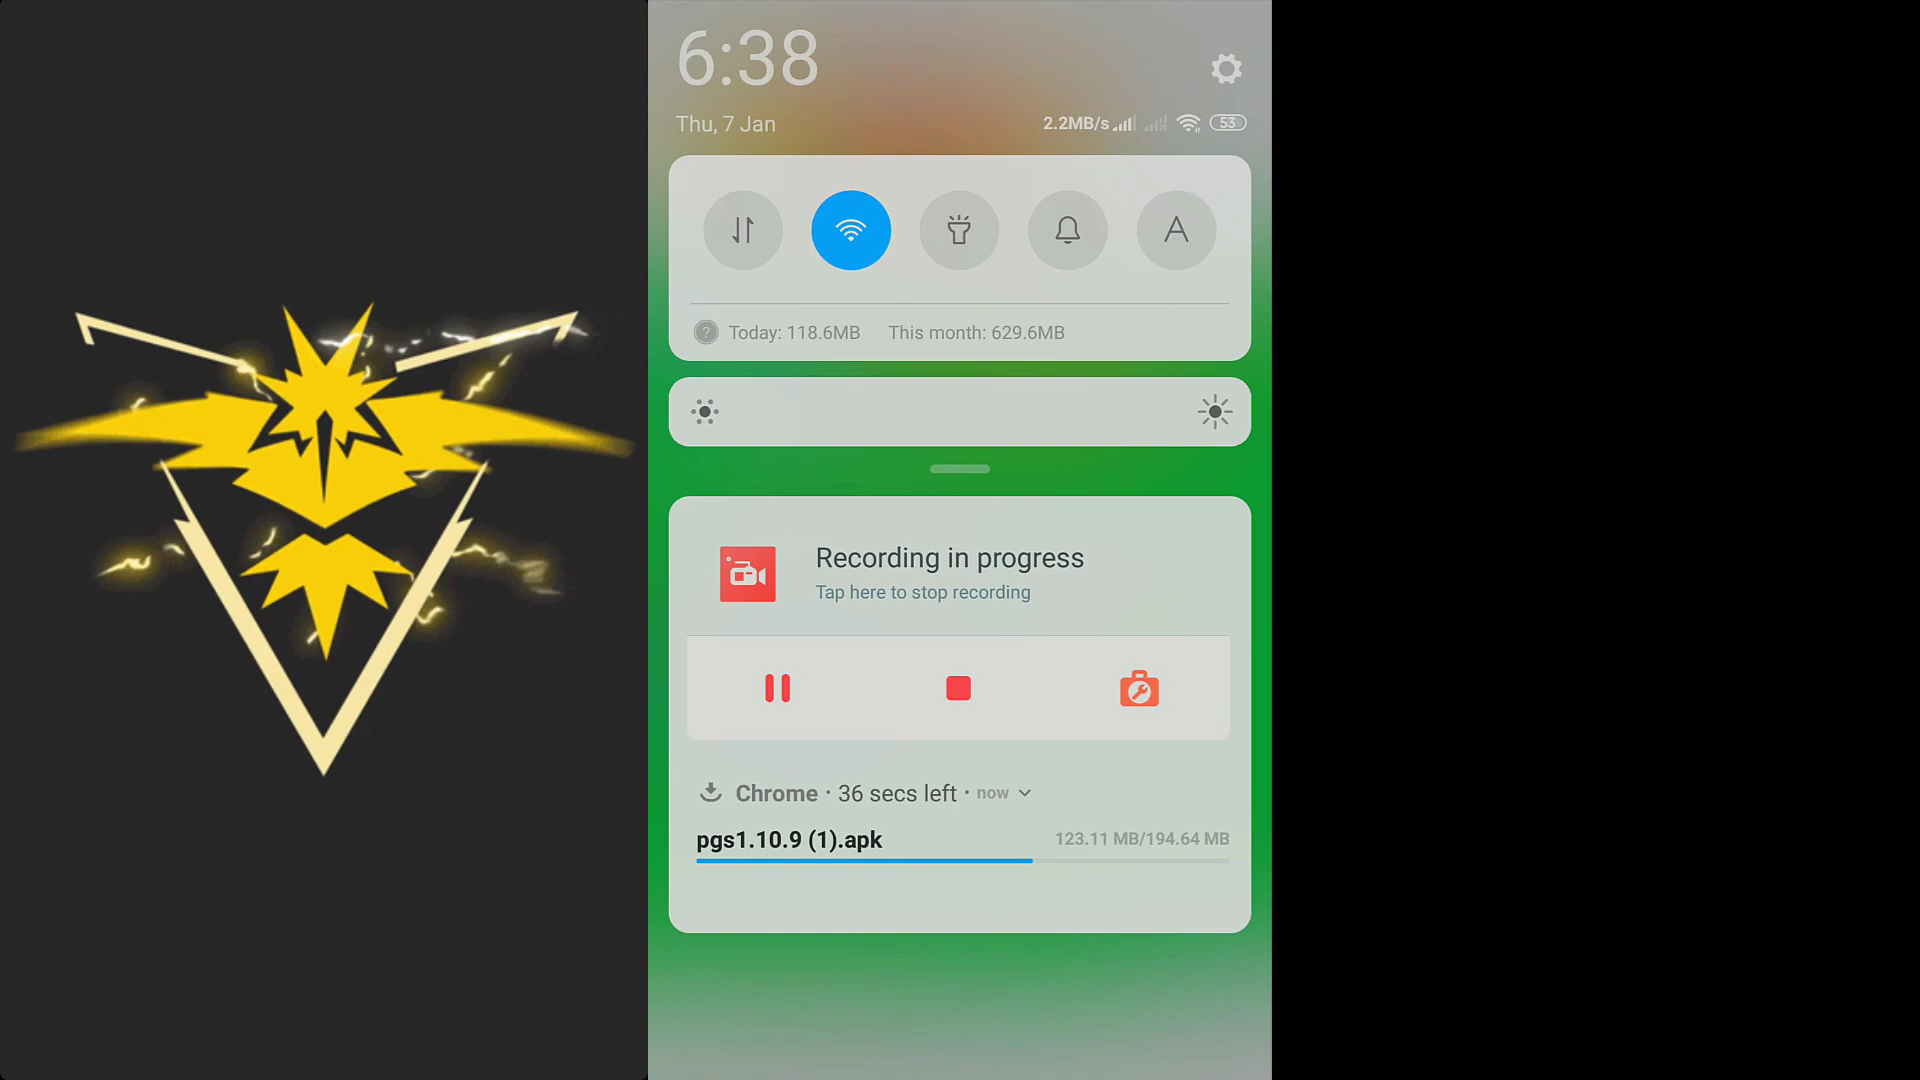 6:38
Thu, 7 Jan
2.2MB/s
53
A
? Today: 118.6MB This month: 629.6MB
Recording in progress
Tap here to stop recording
Chrome · 36 secs left · now
pgs1.10.9 (1).apk 123.11 MB/194.64 MB